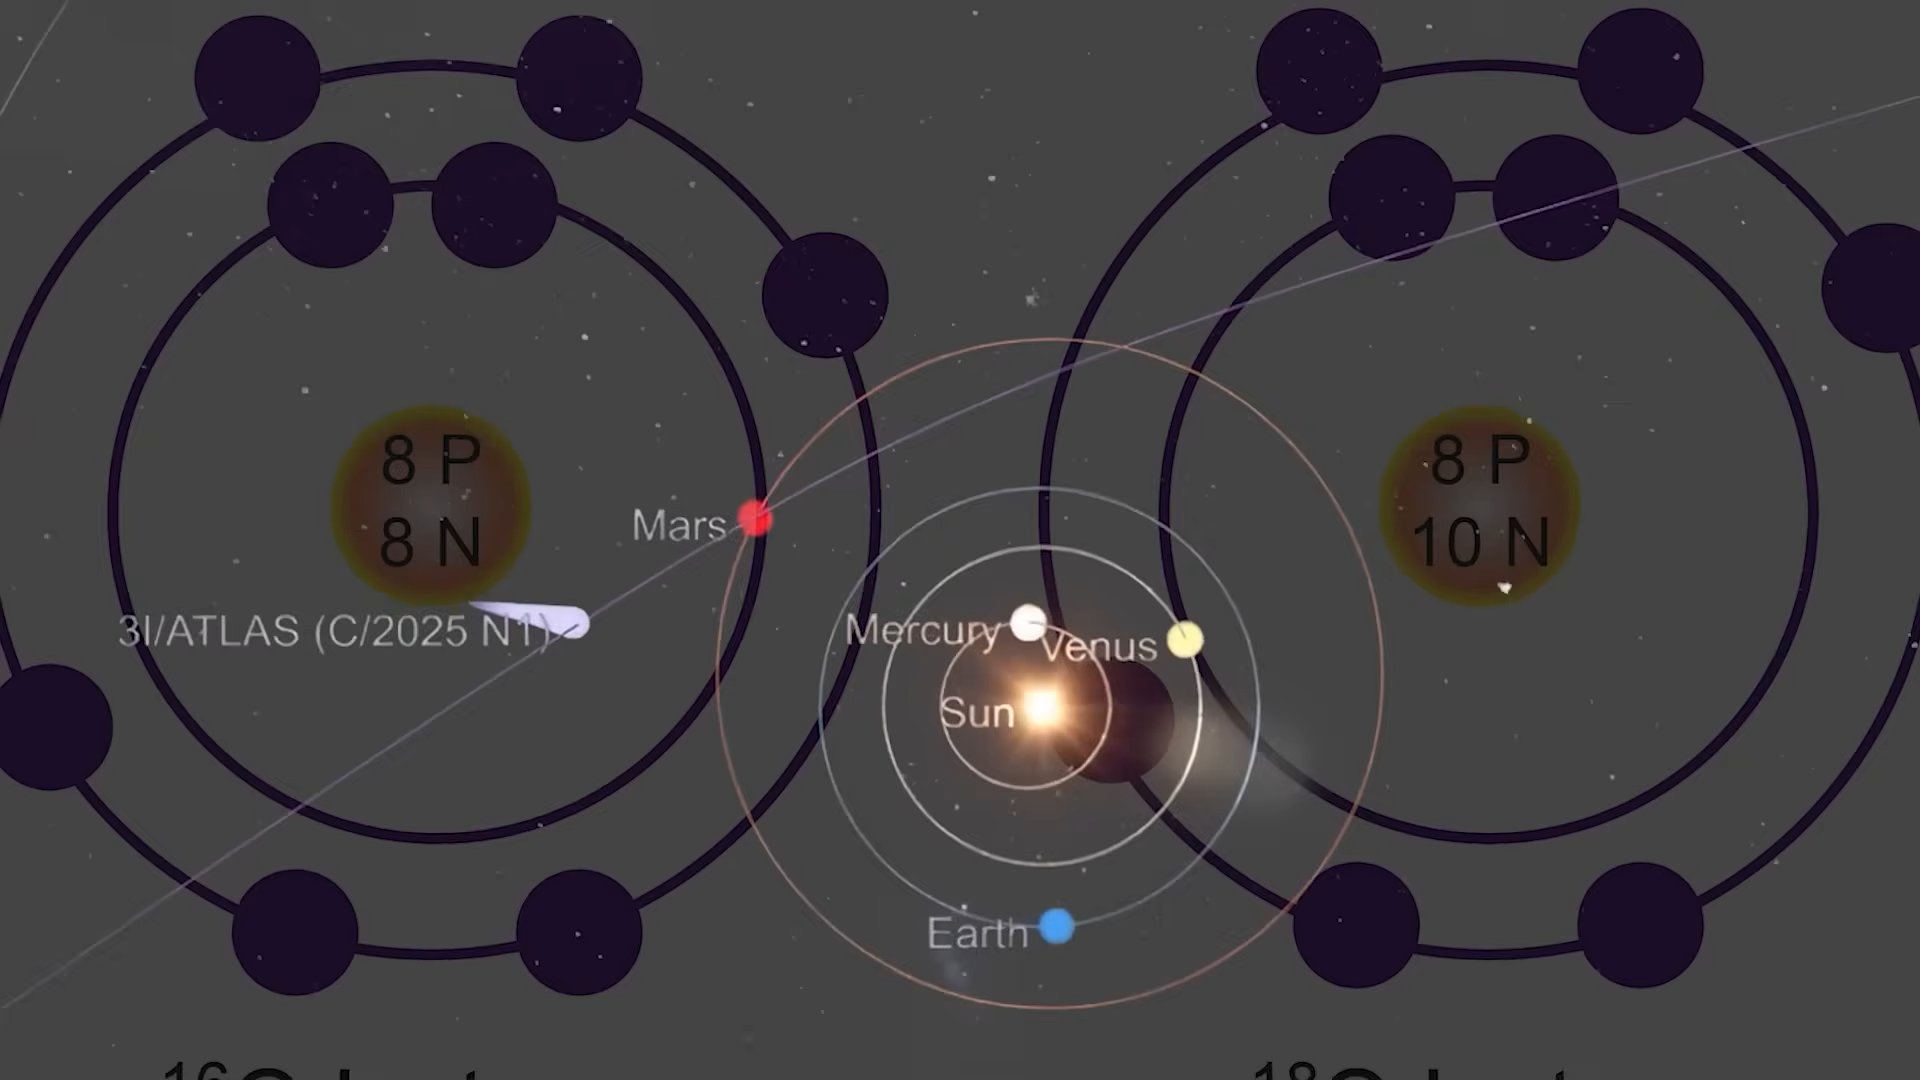 8 P
8 N
8 P
10 N
Mars
3I/ATLAS (C/2025 N1)
Mercury
Venus
Sun
Earth